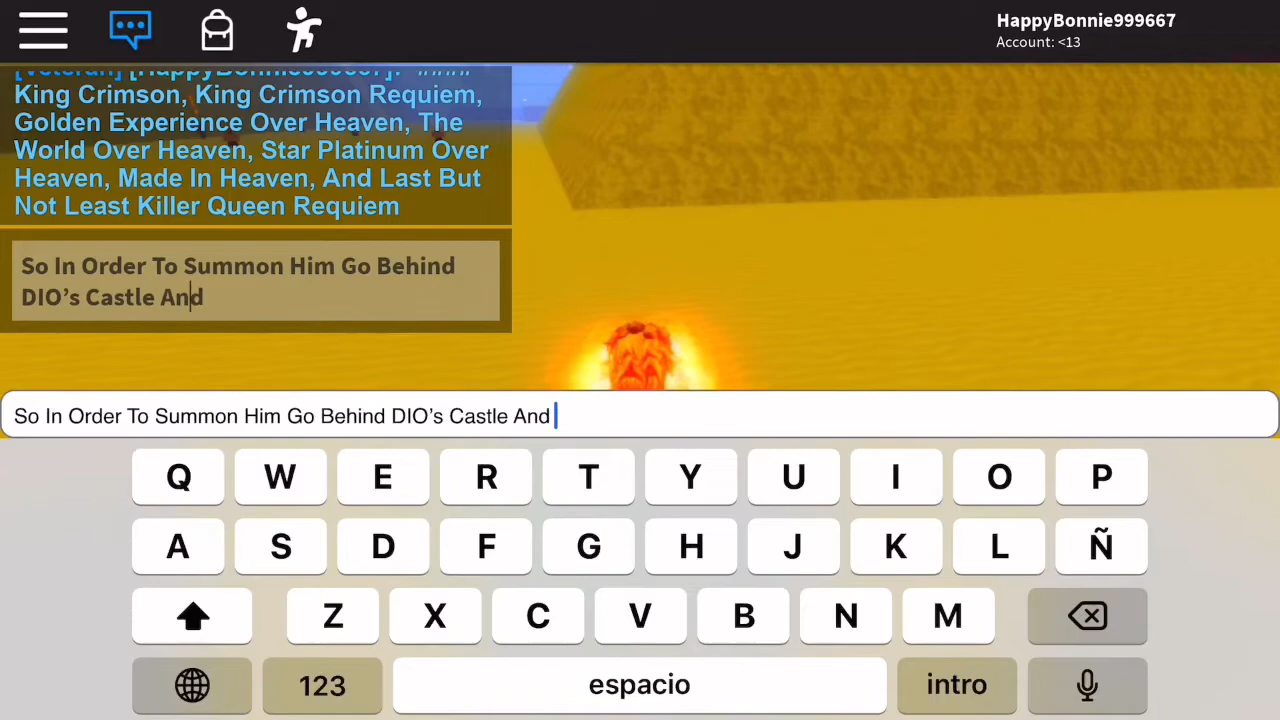 HappyBonnie999667
Account: <13
[Veteran] [HappyBonnie999667]: ####
King Crimson, King Crimson Requiem,
Golden Experience Over Heaven, The
World Over Heaven, Star Platinum Over
Heaven, Made In Heaven, And Last But
Not Least Killer Queen Requiem
So In Order To Summon Him Go Behind
DIO’s Castle And
So In Order To Summon Him Go Behind DIO’s Castle And
Q W E R T Y U I O P
A S D F G H J K L Ñ
Z X C V B N M
123 espacio intro